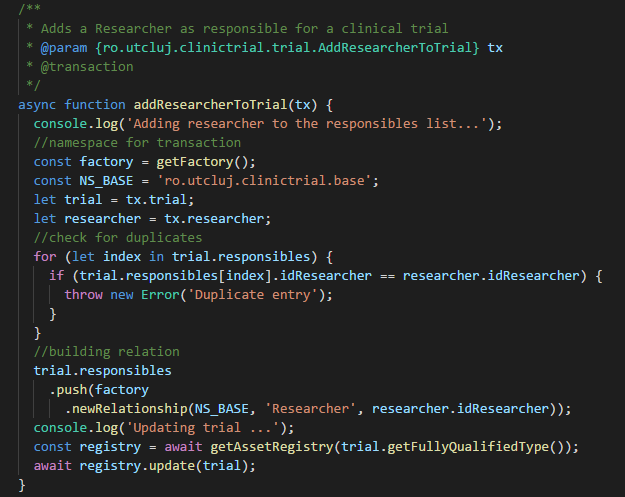 /**
 * Adds a Researcher as responsible for a clinical trial
 * @param {ro.utcluj.clinictrial.trial.AddResearcherToTrial} tx
 * @transaction
 */
async function addResearcherToTrial(tx) {
  console.log('Adding researcher to the responsibles list...');
  //namespace for transaction
  const factory = getFactory();
  const NS_BASE = 'ro.utcluj.clinictrial.base';
  let trial = tx.trial;
  let researcher = tx.researcher;
  //check for duplicates
  for (let index in trial.responsibles) {
    if (trial.responsibles[index].idResearcher == researcher.idResearcher) {
      throw new Error('Duplicate entry');
    }
  }
  //building relation
  trial.responsibles
    .push(factory
      .newRelationship(NS_BASE, 'Researcher', researcher.idResearcher));
  console.log('Updating trial ...');
  const registry = await getAssetRegistry(trial.getFullyQualifiedType());
  await registry.update(trial);
}